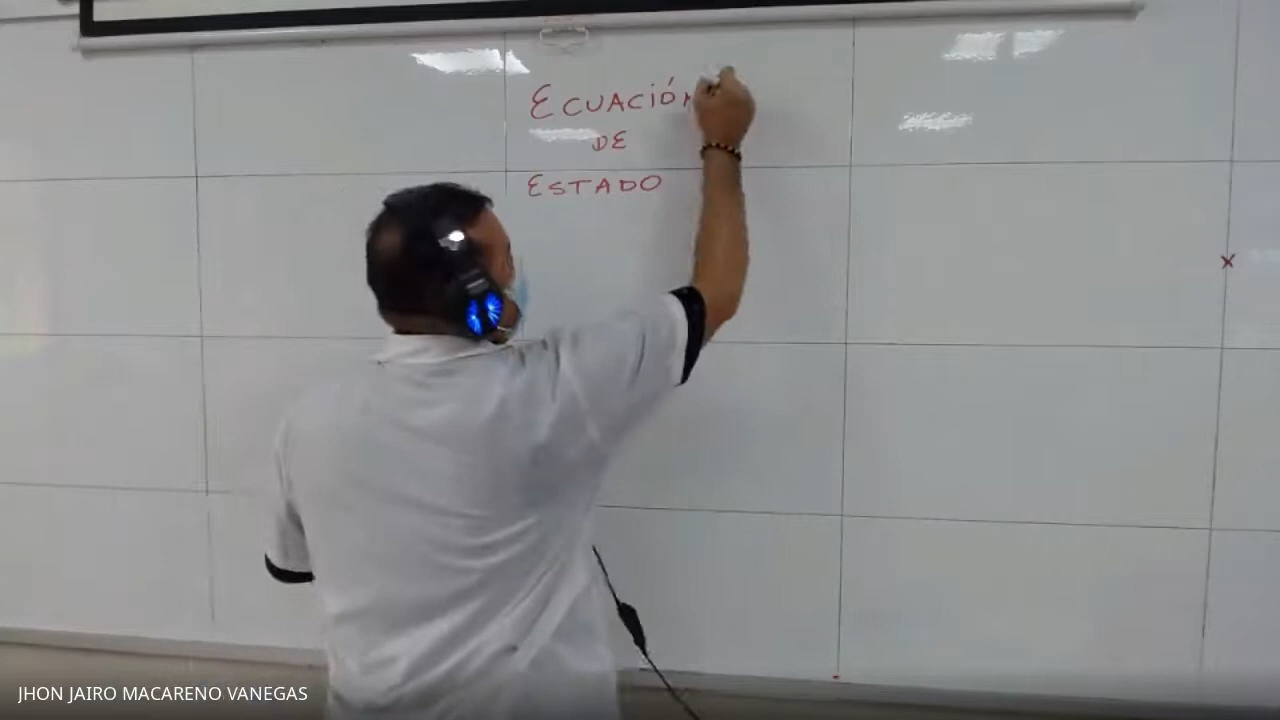 ECUACIÓN
DE
ESTADO
X
JHON JAIRO MACARENO VANEGAS